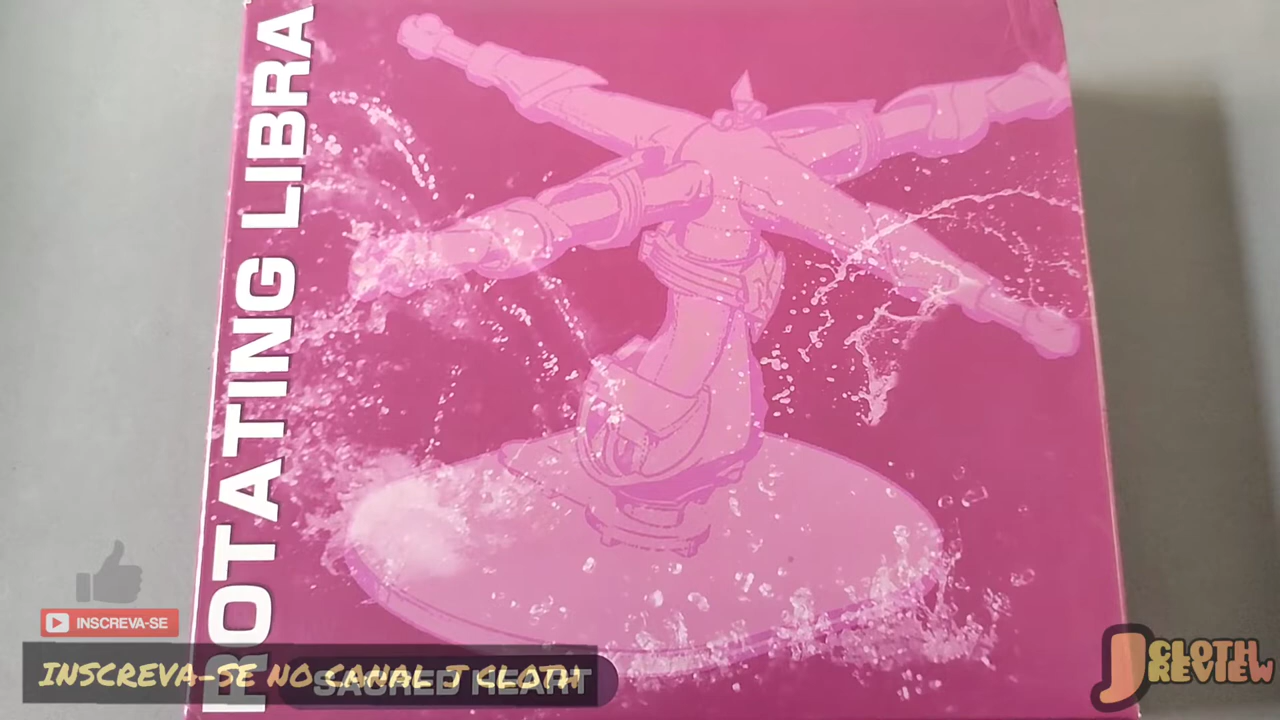 ROTATING LIBRA
INSCREVA-SE
INSCREVA-SE NO CANAL J CLOTH
SACRED HEART
J CLOTH
REVIEW